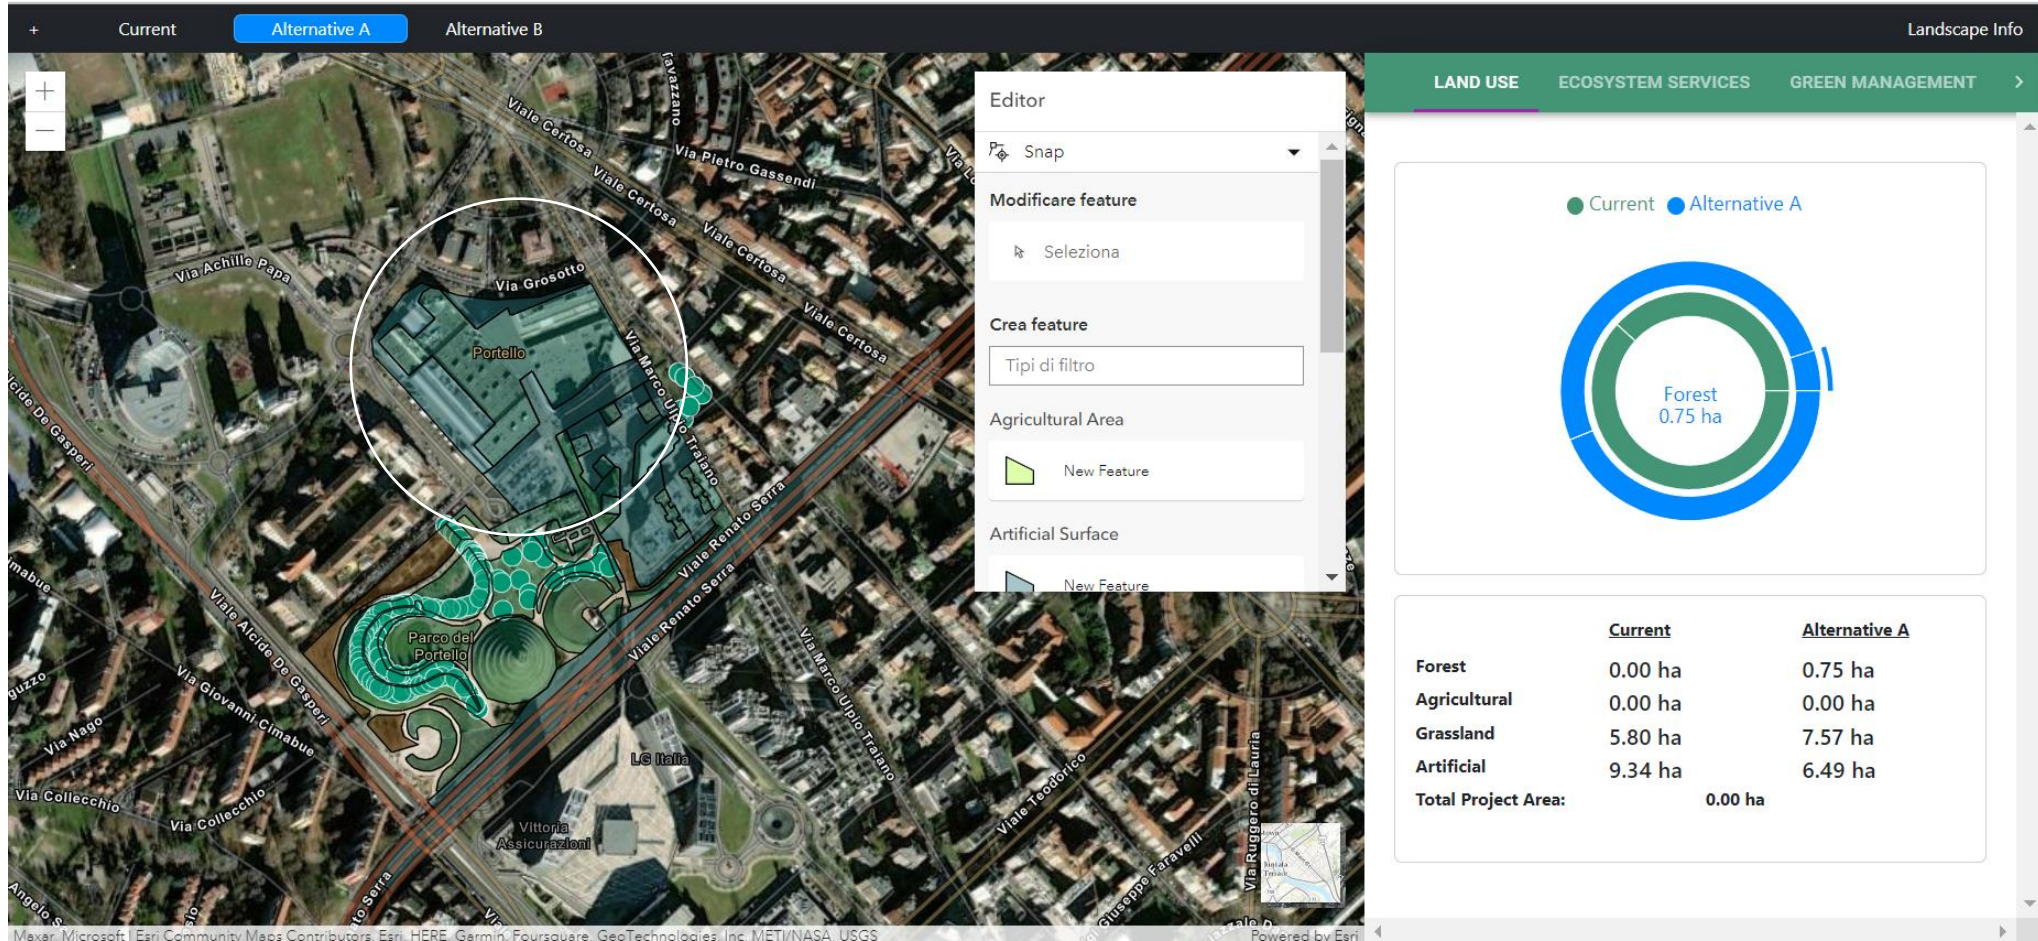 + Current Alternative A Alternative B Landscape Info
LAND USE ECOSYSTEM SERVICES GREEN MANAGEMENT
Editor
Snap
Modificare feature
Seleziona
Crea feature
Tipi di filtro
Agricultural Area
New Feature
Artificial Surface
New Feature
Viale Certosa
Via Pietro Gassendi
Viale Certosa
Viale Certosa
Viale Certosa
Via Achille Papa
Via Grosotto
Portello
Via Marco Ulpio Traiano
Viale Renato Serra
Viale Renato Serra
Parco del
Portello
Viale Alcide De Gasperi
Via Giovanni Cimabue
Via Nago
Via Collecchio
Via Collecchio
LG Italia
Vittoria
Assicurazioni
Via Marco Ulpio Traiano
Via Teodorico
Via Ruggero di Lauria
Giuseppe Faravelli
Maxar, Microsoft | Esri Community Maps Contributors, Esri, HERE, Garmin, Foursquare, GeoTechnologies, Inc, METI/NASA, USGS
Powered by Esri
Current Alternative A
Forest
0.75 ha
Current Alternative A
Forest 0.00 ha 0.75 ha
Agricultural 0.00 ha 0.00 ha
Grassland 5.80 ha 7.57 ha
Artificial 9.34 ha 6.49 ha
Total Project Area: 0.00 ha